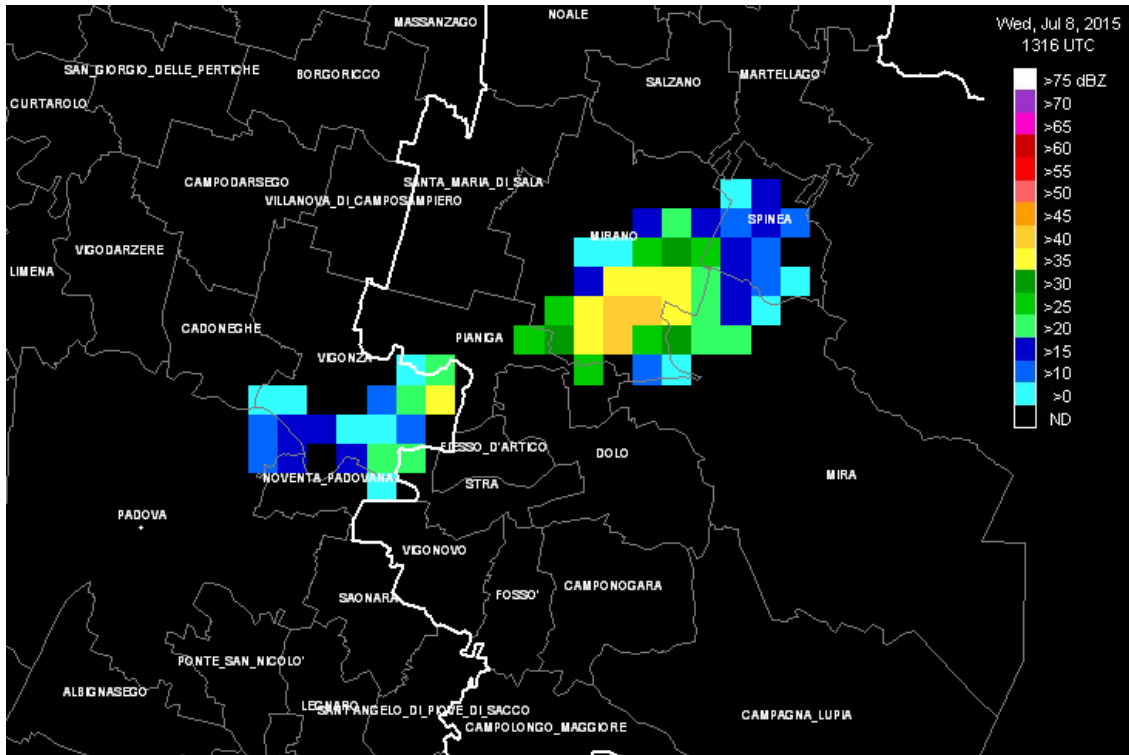 MASSANZAGO
NOALE
Wed, Jul 8, 2015
1316 UTC
SAN_GIORGIO_DELLE_PERTICHE
BORGORICCO
SALZANO
MARTELLAGO
CURTAROLO
>75 dBZ
>70
>65
>60
>55
>50
>45
>40
>35
>30
>25
>20
>15
>10
>0
ND
CAMPODARSEGO
SANTA_MARIA_DI_SALA
VILLANOVA_DI_CAMPOSAMPIERO
SPINEA
MIRANO
VIGODARZERE
LIMENA
CADONEGHE
PIANIGA
VIGONZA
FIESSO_D'ARTICO
DOLO
MIRA
NOVENTA_PADOVANA
STRA
PADOVA
VIGONOVO
CAMPONOGARA
SAONARA
FOSSO'
PONTE_SAN_NICOLO'
ALBIGNASEGO
LEGNARO
SANT'ANGELO_DI_PIOVE_DI_SACCO
CAMPAGNA_LUPIA
CAMPOLONGO_MAGGIORE